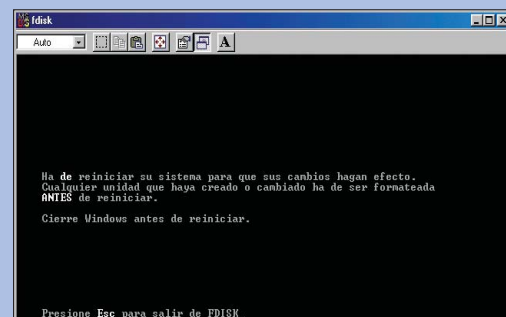 fdisk
Auto
A
Ha de reiniciar su sistema para que sus cambios hagan efecto.
Cualquier unidad que haya creado o cambiado ha de ser formateada
ANTES de reiniciar.
Cierre Windows antes de reiniciar.
Presione Esc para salir de FDISK